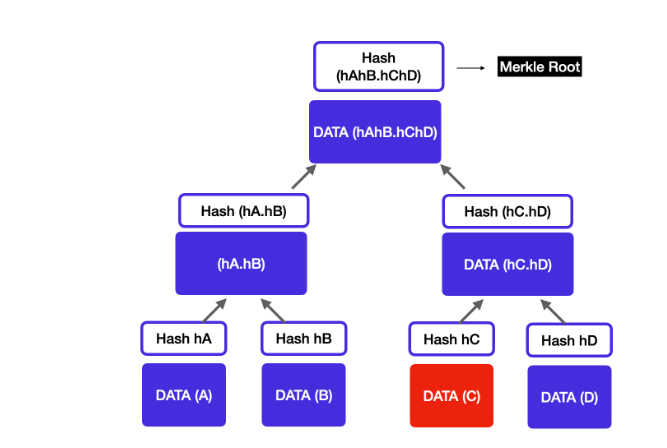 Hash
(hAhB.hChD)
Merkle Root
DATA (hAhB.hChD)
Hash (hA.hB)
Hash (hC.hD)
(hA.hB)
DATA (hC.hD)
Hash hA
Hash hB
Hash hC
Hash hD
DATA (A)
DATA (B)
DATA (C)
DATA (D)